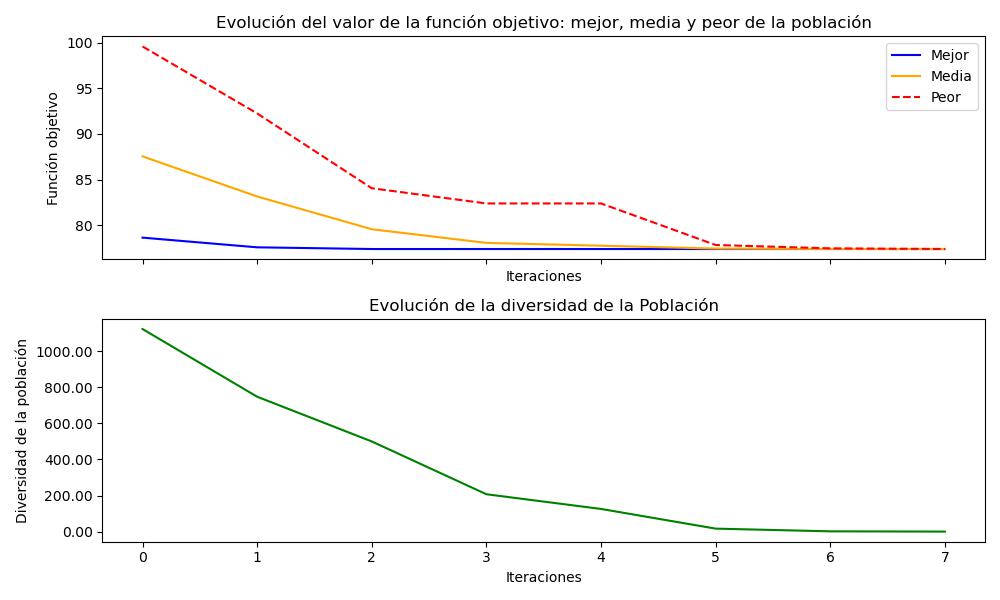 Evolución del valor de la función objetivo: mejor, media y peor de la población
Función objetivo
100
95
90
85
80
Mejor
Media
Peor
Iteraciones
Evolución de la diversidad de la Población
Diversidad de la población
1000.00
800.00
600.00
400.00
200.00
0.00
0 1 2 3 4 5 6 7
Iteraciones